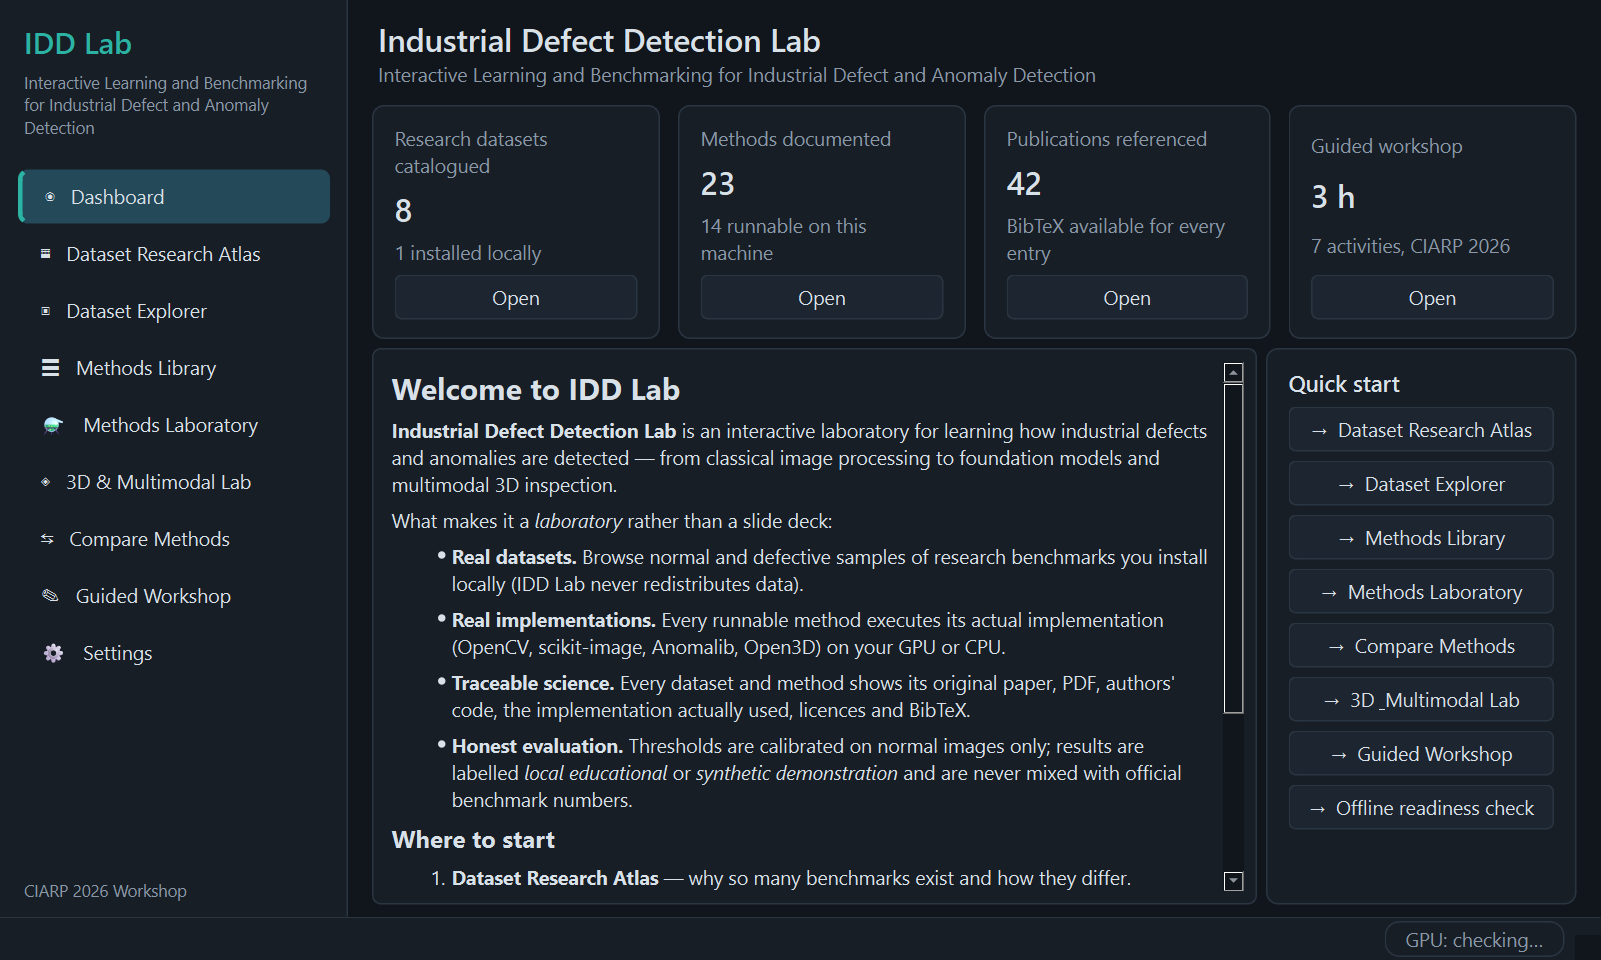 IDD Lab
Interactive Learning and Benchmarking
for Industrial Defect and Anomaly
Detection
Dashboard
Dataset Research Atlas
Dataset Explorer
Methods Library
Methods Laboratory
3D & Multimodal Lab
Compare Methods
Guided Workshop
Settings
CIARP 2026 Workshop
Industrial Defect Detection Lab
Interactive Learning and Benchmarking for Industrial Defect and Anomaly Detection
Research datasets
catalogued
8
1 installed locally
Open
Methods documented
23
14 runnable on this
machine
Open
Publications referenced
42
BibTeX available for every
entry
Open
Guided workshop
3 h
7 activities, CIARP 2026
Open
Welcome to IDD Lab
Industrial Defect Detection Lab is an interactive laboratory for learning how industrial defects
and anomalies are detected — from classical image processing to foundation models and
multimodal 3D inspection.
What makes it a laboratory rather than a slide deck:
• Real datasets. Browse normal and defective samples of research benchmarks you install
locally (IDD Lab never redistributes data).
• Real implementations. Every runnable method executes its actual implementation
(OpenCV, scikit-image, Anomalib, Open3D) on your GPU or CPU.
• Traceable science. Every dataset and method shows its original paper, PDF, authors'
code, the implementation actually used, licences and BibTeX.
• Honest evaluation. Thresholds are calibrated on normal images only; results are
labelled local educational or synthetic demonstration and are never mixed with official
benchmark numbers.
Where to start
1. Dataset Research Atlas — why so many benchmarks exist and how they differ.
Quick start
→ Dataset Research Atlas
→ Dataset Explorer
→ Methods Library
→ Methods Laboratory
→ Compare Methods
→ 3D _Multimodal Lab
→ Guided Workshop
→ Offline readiness check
GPU: checking...